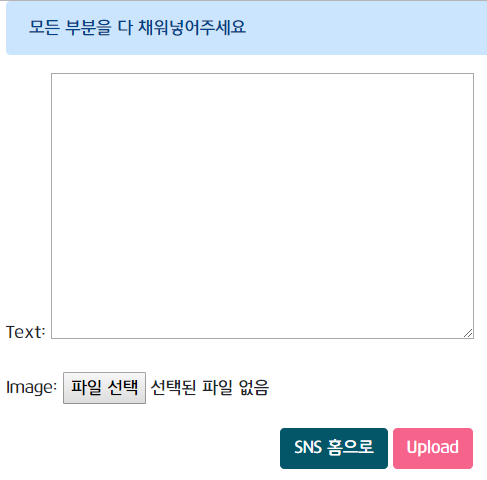 모든 부분을 다 채워넣어주세요
Text:
Image: 파일 선택 선택된 파일 없음
SNS 홈으로 Upload